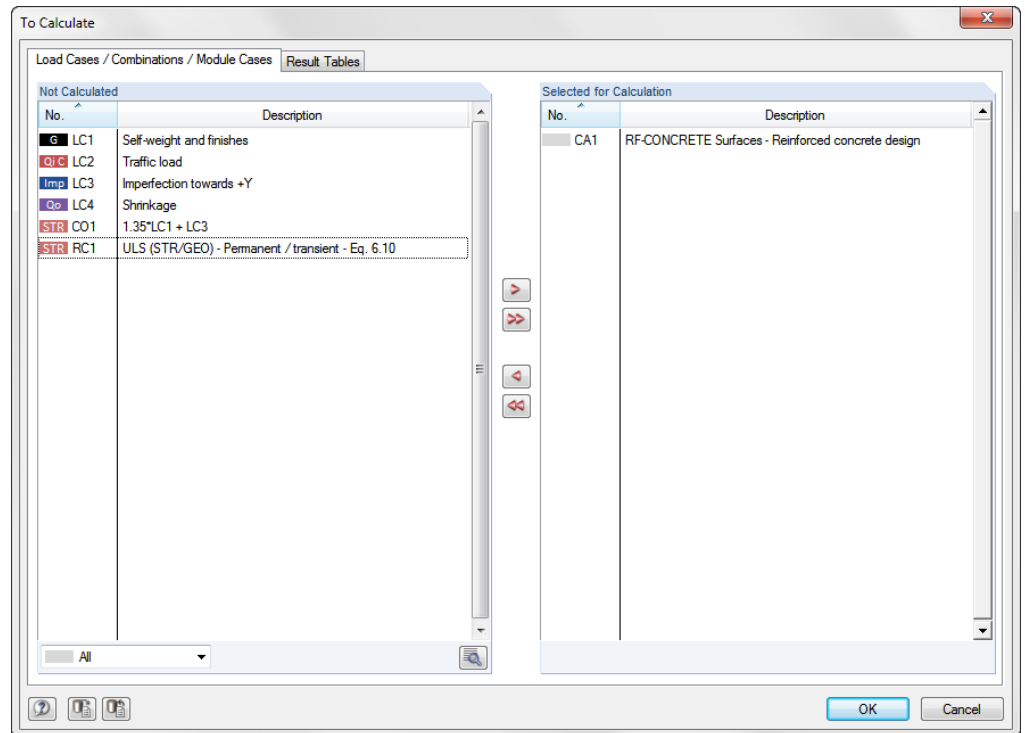 To Calculate
Load Cases / Combinations / Module Cases Result Tables
Not Calculated Selected for Calculation
No. Description No. Description
G LC1 Self-weight and finishes CA1 RF-CONCRETE Surfaces - Reinforced concrete design
Qi C LC2 Traffic load
Imp LC3 Imperfection towards +Y
Qo LC4 Shrinkage
STR CO1 1.35*LC1 + LC3
STR RC1 ULS (STR/GEO) - Permanent / transient - Eq. 6.10
> 
>>
<
<<
All
OK Cancel